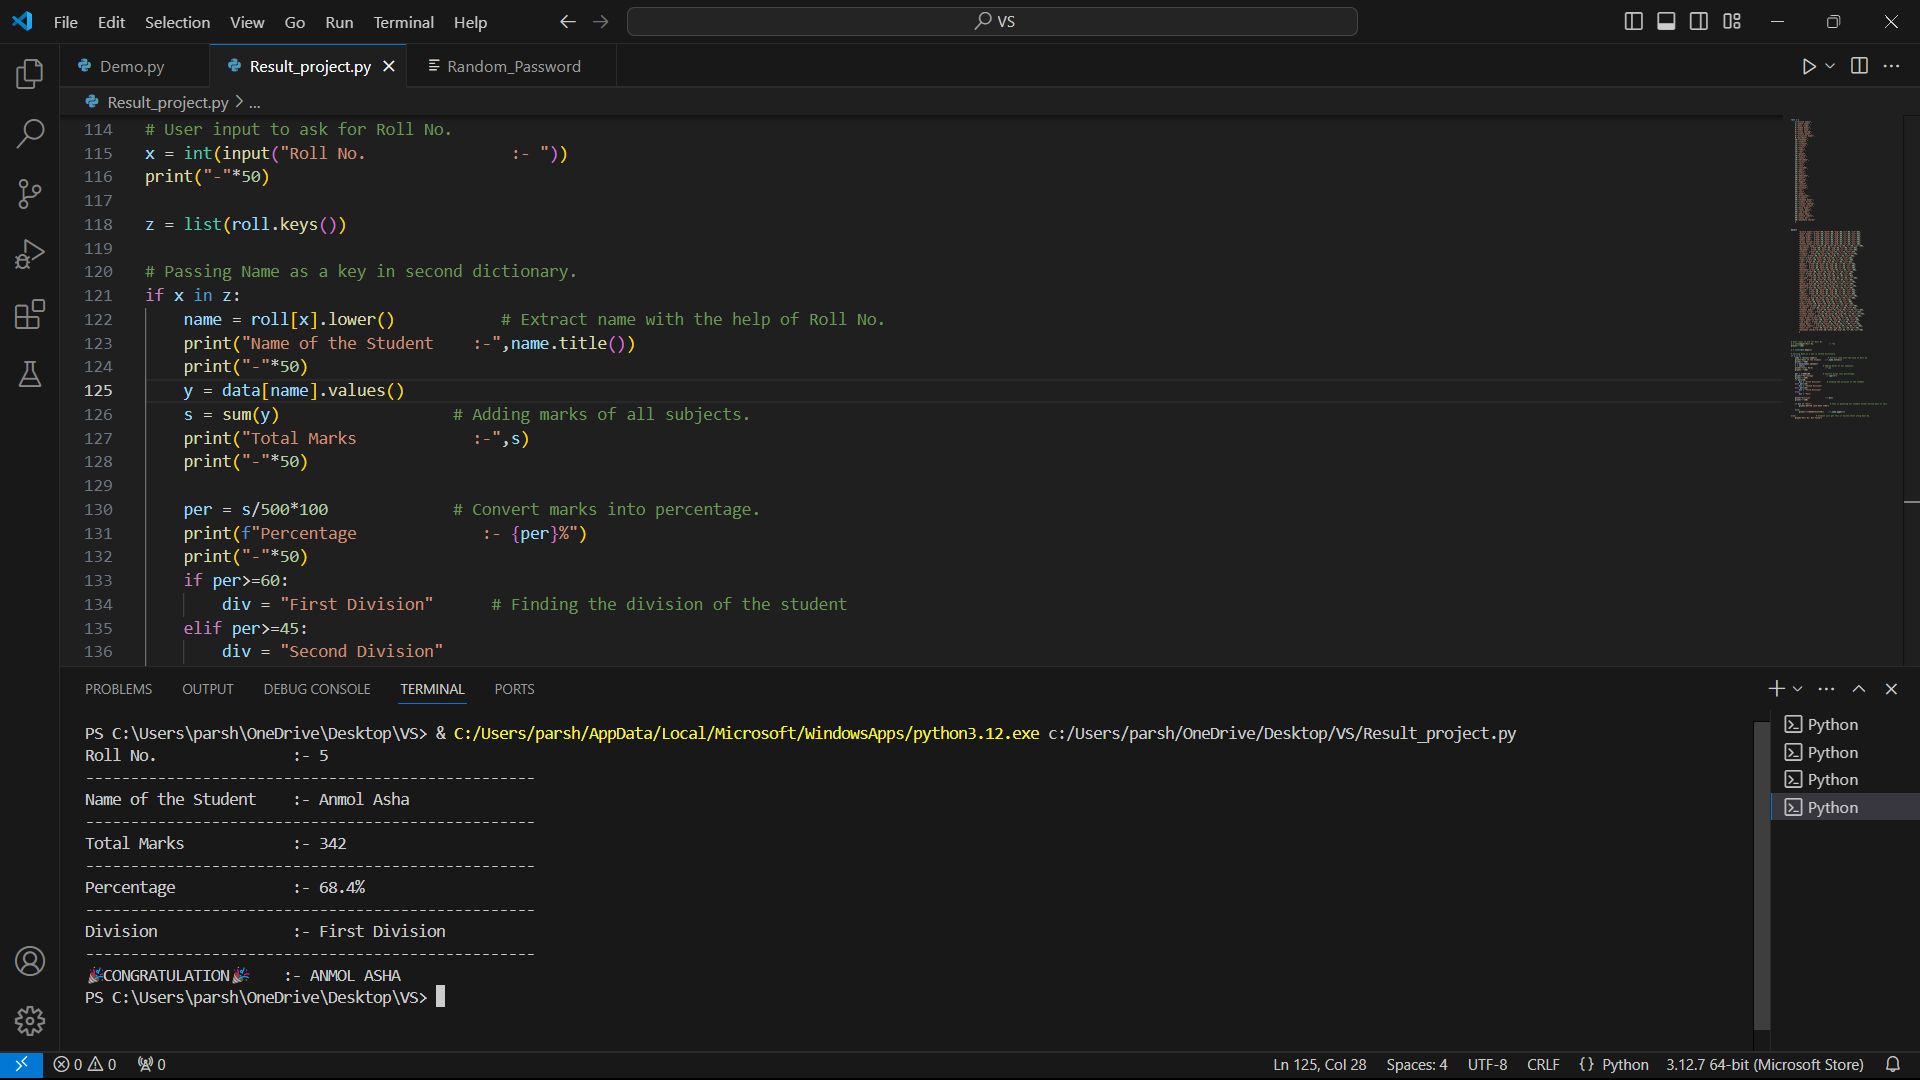 File Edit Selection View Go Run Terminal Help
VS
Demo.py
Result_project.py
Random_Password
Result_project.py > ...
114 # User input to ask for Roll No.
115 x = int(input("Roll No.               :- "))
116 print("-"*50)
117
118 z = list(roll.keys())
119
120 # Passing Name as a key in second dictionary.
121 if x in z:
122     name = roll[x].lower()           # Extract name with the help of Roll No.
123     print("Name of the Student    :-",name.title())
124     print("-"*50)
125     y = data[name].values()
126     s = sum(y)                  # Adding marks of all subjects.
127     print("Total Marks            :-",s)
128     print("-"*50)
129
130     per = s/500*100             # Convert marks into percentage.
131     print(f"Percentage             :- {per}%")
132     print("-"*50)
133     if per>=60:
134         div = "First Division"      # Finding the division of the student
135     elif per>=45:
136         div = "Second Division"
PROBLEMS OUTPUT DEBUG CONSOLE TERMINAL PORTS
PS C:\Users\parsh\OneDrive\Desktop\VS> & C:/Users/parsh/AppData/Local/Microsoft/WindowsApps/python3.12.exe c:/Users/parsh/OneDrive/Desktop/VS/Result_project.py
Roll No.               :- 5
--------------------------------------------------
Name of the Student    :- Anmol Asha
--------------------------------------------------
Total Marks            :- 342
--------------------------------------------------
Percentage             :- 68.4%
--------------------------------------------------
Division               :- First Division
--------------------------------------------------
🎉CONGRATULATION🎉    :- ANMOL ASHA
PS C:\Users\parsh\OneDrive\Desktop\VS>
Python
Python
Python
Python
0 0 0
Ln 125, Col 28 Spaces: 4 UTF-8 CRLF {} Python 3.12.7 64-bit (Microsoft Store)